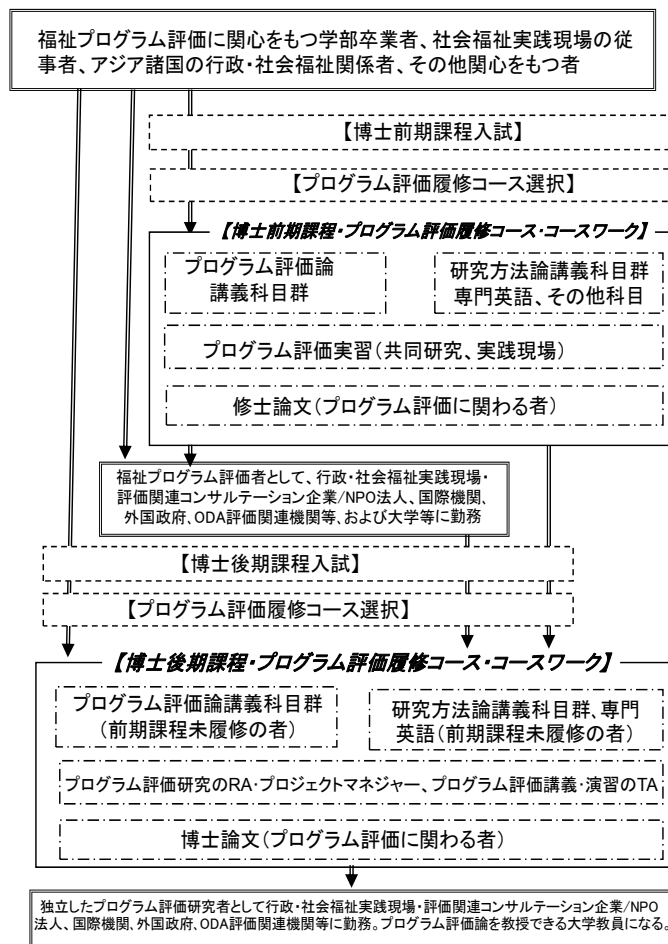 福祉プログラム評価に関心をもつ学部卒業者、社会福祉実践現場の従
事者、アジア諸国の行政・社会福祉関係者、その他関心をもつ者
【博士前期課程入試】
【プログラム評価履修コース選択】
【博士前期課程・プログラム評価履修コース・コースワーク】
プログラム評価論
講義科目群
研究方法論講義科目群
専門英語、その他科目
プログラム評価実習(共同研究、実践現場)
修士論文(プログラム評価に関わる者)
福祉プログラム評価者として、行政・社会福祉実践現場・
評価関連コンサルテーション企業/NPO法人、国際機関、
外国政府、ODA評価関連機関等、および大学等に勤務
【博士後期課程入試】
【プログラム評価履修コース選択】
【博士後期課程・プログラム評価履修コース・コースワーク】
プログラム評価論講義科目群
(前期課程未履修の者)
研究方法論講義科目群、専門
英語(前期課程未履修の者)
プログラム評価研究のRA・プロジェクトマネジャー、プログラム評価講義・演習のTA
博士論文(プログラム評価に関わる者)
独立したプログラム評価研究者として行政・社会福祉実践現場・評価関連コンサルテーション企業/NPO
法人、国際機関、外国政府、ODA評価関連機関等に勤務。プログラム評価論を教授できる大学教員になる。